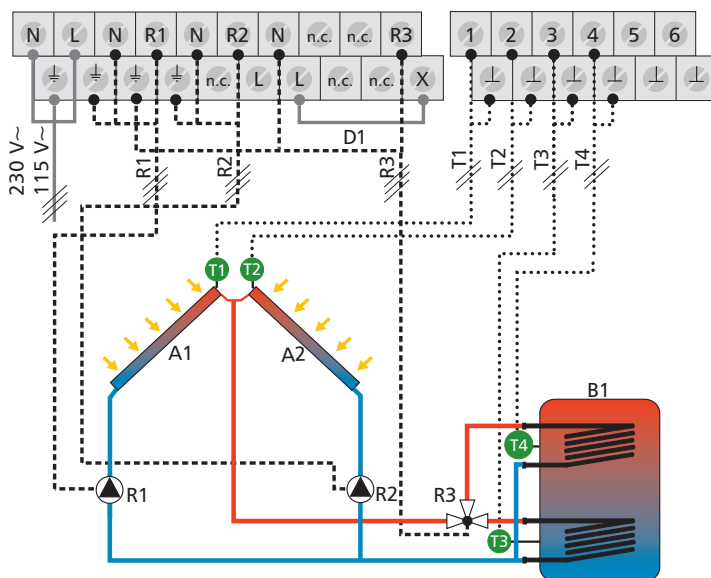 N L N R1 N R2 N n.c. n.c. R3 1 2 3 4 5 6
n.c. L L n.c. n.c. X
D1
230 V~
115 V~
R1 R2 R3 T1 T2 T3 T4
T1 T2
A1 A2
B1
T4
R1 R2 R3
T3